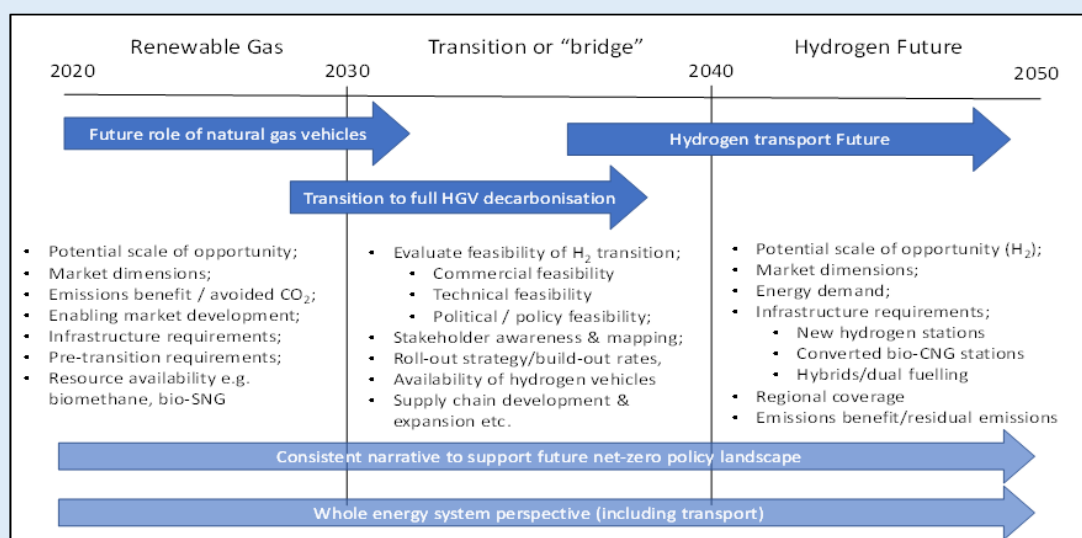 Renewable Gas
Transition or “bridge”
Hydrogen Future
2020
2030
2040
2050
Future role of natural gas vehicles
Hydrogen transport Future
Transition to full HGV decarbonisation
• Potential scale of opportunity;
• Market dimensions;
• Emissions benefit / avoided CO₂;
• Enabling market development;
• Infrastructure requirements;
• Pre-transition requirements;
• Resource availability e.g.
biomethane, bio-SNG
• Evaluate feasibility of H₂ transition;
• Commercial feasibility
• Technical feasibility
• Political / policy feasibility;
• Stakeholder awareness & mapping;
• Roll-out strategy/build-out rates,
• Availability of hydrogen vehicles
• Supply chain development &
expansion etc.
• Potential scale of opportunity (H₂);
• Market dimensions;
• Energy demand;
• Infrastructure requirements;
• New hydrogen stations
• Converted bio-CNG stations
• Hybrids/dual fuelling
• Regional coverage
• Emissions benefit/residual emissions
Consistent narrative to support future net-zero policy landscape
Whole energy system perspective (including transport)